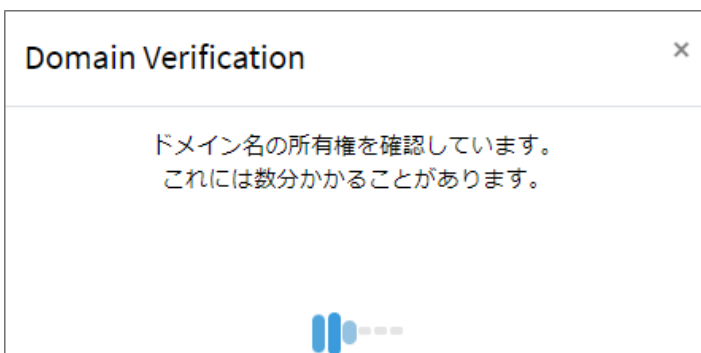 Domain Verification ×
ドメイン名の所有権を確認しています。
これには数分かかることがあります。